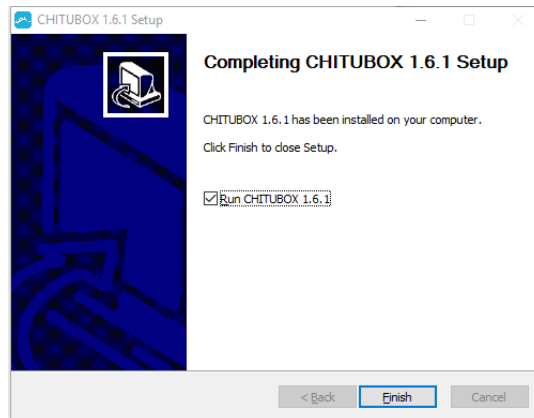 CHITUBOX 1.6.1 Setup
Completing CHITUBOX 1.6.1 Setup
CHITUBOX 1.6.1 has been installed on your computer.
Click Finish to close Setup.
Run CHITUBOX 1.6.1
< Back Finish Cancel